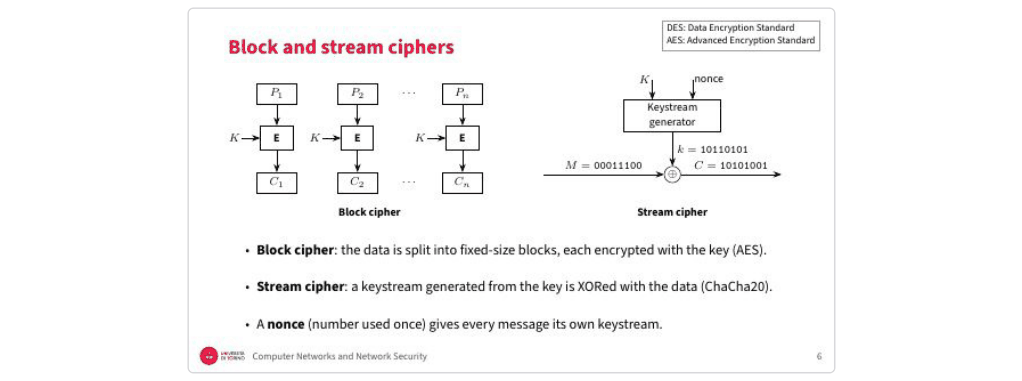 DES: Data Encryption Standard
AES: Advanced Encryption Standard
Block and stream ciphers
P1 P2 ... Pn
K E K E K E
C1 C2 ... Cn
Block cipher
K nonce
Keystream
generator
k = 10110101
M = 00011100 C = 10101001
⊕
Stream cipher
• Block cipher: the data is split into fixed-size blocks, each encrypted with the key (AES).
• Stream cipher: a keystream generated from the key is XORed with the data (ChaCha20).
• A nonce (number used once) gives every message its own keystream.
UNIVERSITÀ
DI TORINO
Computer Networks and Network Security 6